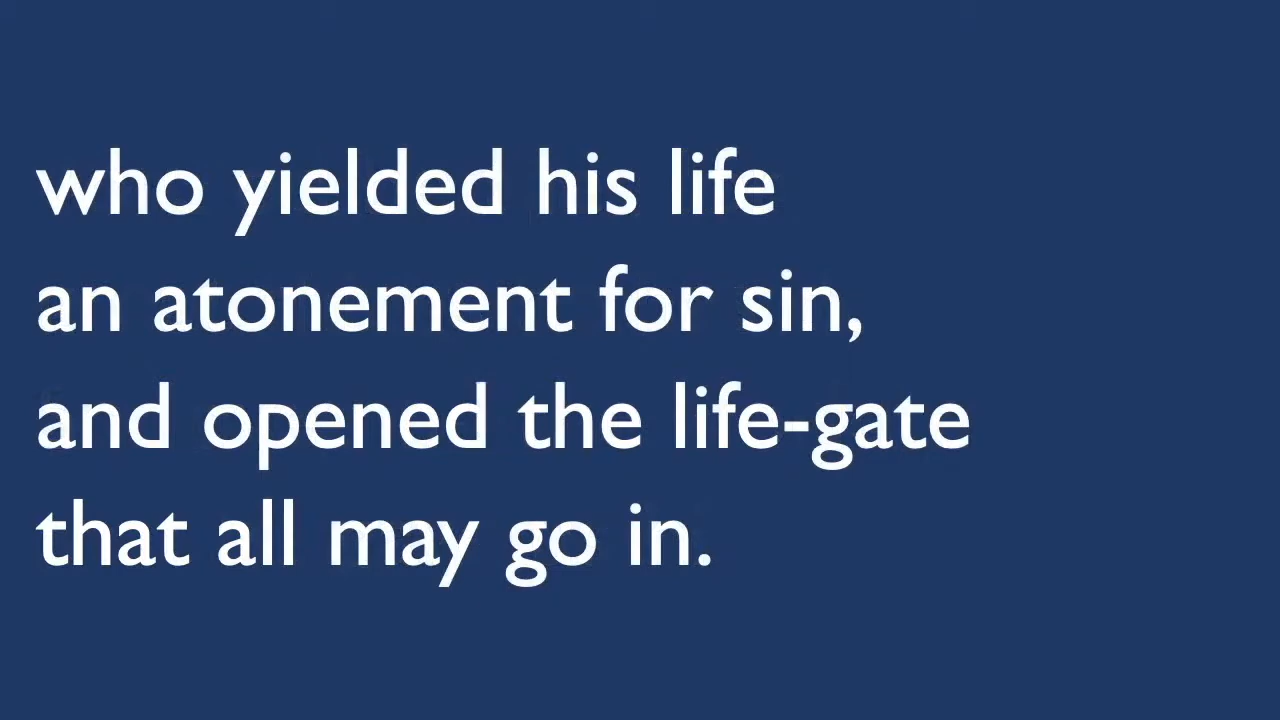 who yielded his life
an atonement for sin,
and opened the life-gate
that all may go in.